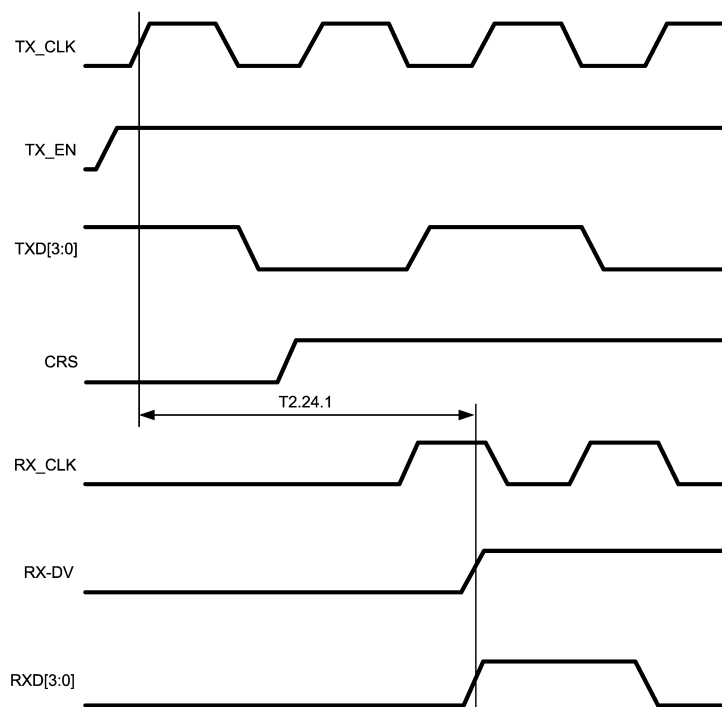 TX_CLK
TX_EN
TXD[3:0]
CRS
T2.24.1
RX_CLK
RX-DV
RXD[3:0]